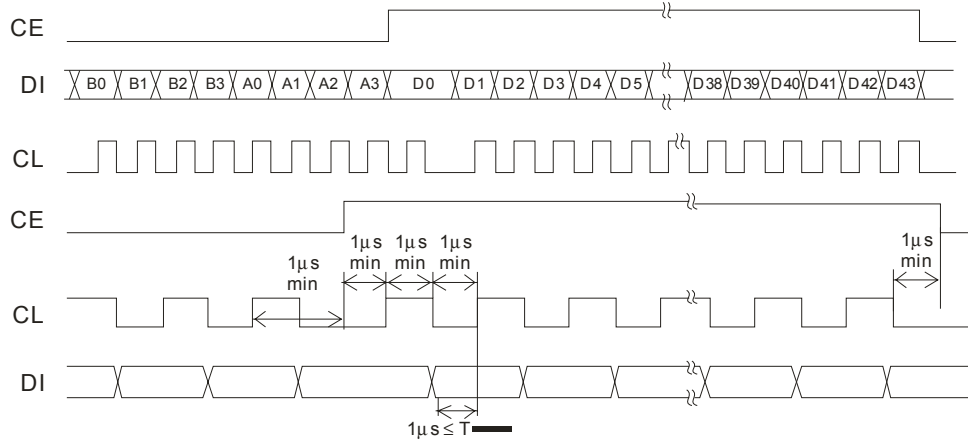 CE
DI B0 B1 B2 B3 A0 A1 A2 A3 D0 D1 D2 D3 D4 D5 D38 D39 D40 D41 D42 D43
CL
CE
1μs min
1μs min
1μs min
1μs min
1μs min
CL
DI
1μs ≤ T